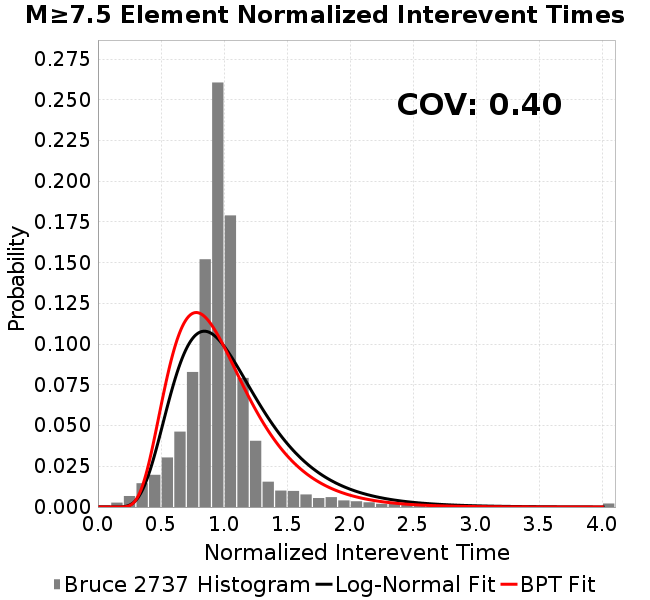 M≥7.5 Element Normalized Interevent Times
COV: 0.40
Probability
0.275
0.250
0.225
0.200
0.175
0.150
0.125
0.100
0.075
0.050
0.025
0.000
0.0 0.5 1.0 1.5 2.0 2.5 3.0 3.5 4.0
Normalized Interevent Time
Bruce 2737 Histogram Log-Normal Fit BPT Fit